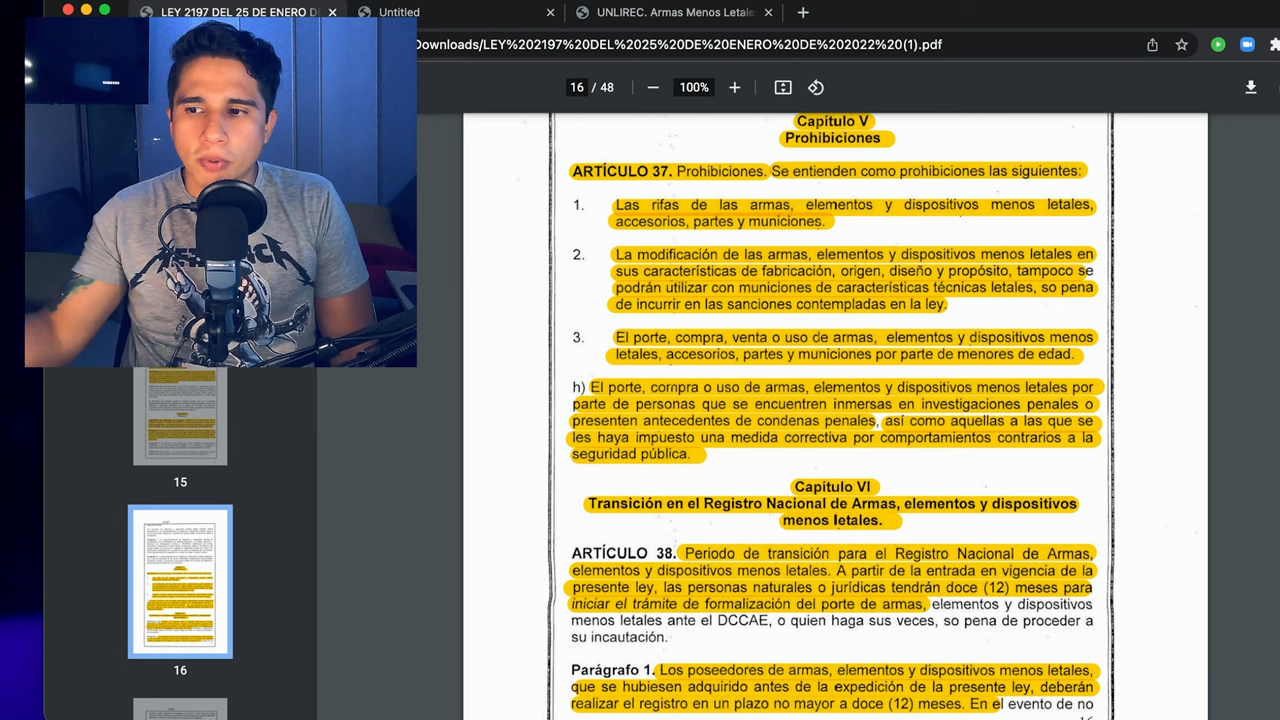 LEY 2197 DEL 25 DE ENERO DE
Untitled
UNLIREC. Armas Menos Letale
Downloads/LEY%202197%20DEL%2025%20DE%20ENERO%20DE%202022%20(1).pdf
16 / 48
100%
Capítulo V
Prohibiciones
ARTÍCULO 37. Prohibiciones. Se entienden como prohibiciones las siguientes:
1. Las rifas de las armas, elementos y dispositivos menos letales,
accesorios, partes y municiones.
2. La modificación de las armas, elementos y dispositivos menos letales en
sus características de fabricación, origen, diseño y propósito, tampoco se
podrán utilizar con municiones de características técnicas letales, so pena
de incurrir en las sanciones contempladas en la ley.
3. El porte, compra, venta o uso de armas, elementos y dispositivos menos
letales, accesorios, partes y municiones por parte de menores de edad.
h) El porte, compra o uso de armas, elementos y dispositivos menos letales por
parte de personas que se encuentren inmersas en investigaciones penales o
presenten antecedentes de condenas penales, así como aquellas a las que se
les haya impuesto una medida correctiva por comportamientos contrarios a la
seguridad pública.
Capítulo VI
Transición en el Registro Nacional de Armas, elementos y dispositivos
menos letales.
ARTÍCULO 38. Periodo de transición para el Registro Nacional de Armas,
elementos y dispositivos menos letales. A partir de la entrada en vigencia de la
presente ley, las personas naturales o jurídicas tendrán doce (12) meses para
iniciar el trámite de formalización del porte de armas, elementos y dispositivos
menos letales ante el DCCAE, o quien haga sus veces, so pena de proceder a
su incautación.
Parágrafo 1. Los poseedores de armas, elementos y dispositivos menos letales,
que se hubiesen adquirido antes de la expedición de la presente ley, deberán
realizar el registro en un plazo no mayor a doce (12) meses. En el evento de no
16
15
16